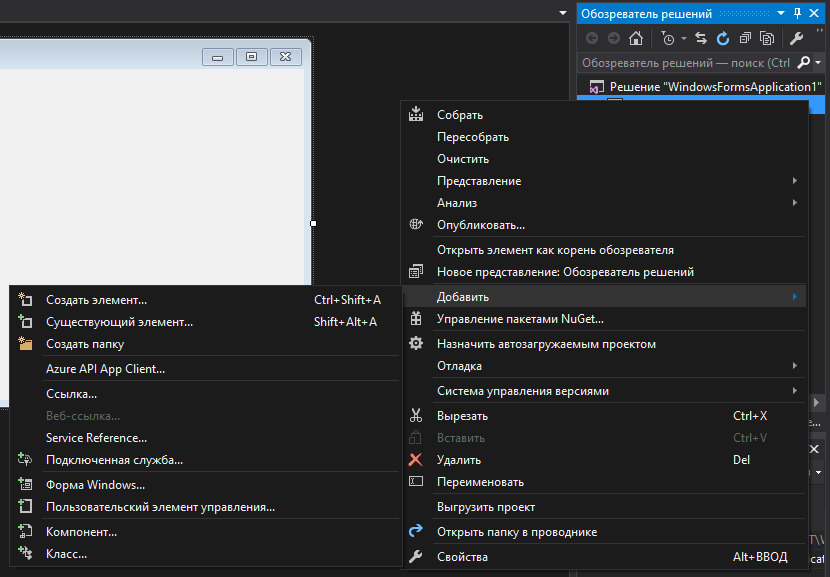 Обозреватель решений
Обозреватель решений — поиск (Ctrl
Решение "WindowsFormsApplication1"
Собрать
Пересобрать
Очистить
Представление
Анализ
Опубликовать...
Открыть элемент как корень обозревателя
Новое представление: Обозреватель решений
Добавить
Управление пакетами NuGet...
Назначить автозагружаемым проектом
Отладка
Система управления версиями
Вырезать Ctrl+X
Вставить Ctrl+V
Удалить Del
Переименовать
Выгрузить проект
Открыть папку в проводнике
Свойства Alt+ВВОД
Создать элемент... Ctrl+Shift+A
Существующий элемент... Shift+Alt+A
Создать папку
Azure API App Client...
Ссылка...
Веб-ссылка...
Service Reference...
Подключенная служба...
Форма Windows...
Пользовательский элемент управления...
Компонент...
Класс...